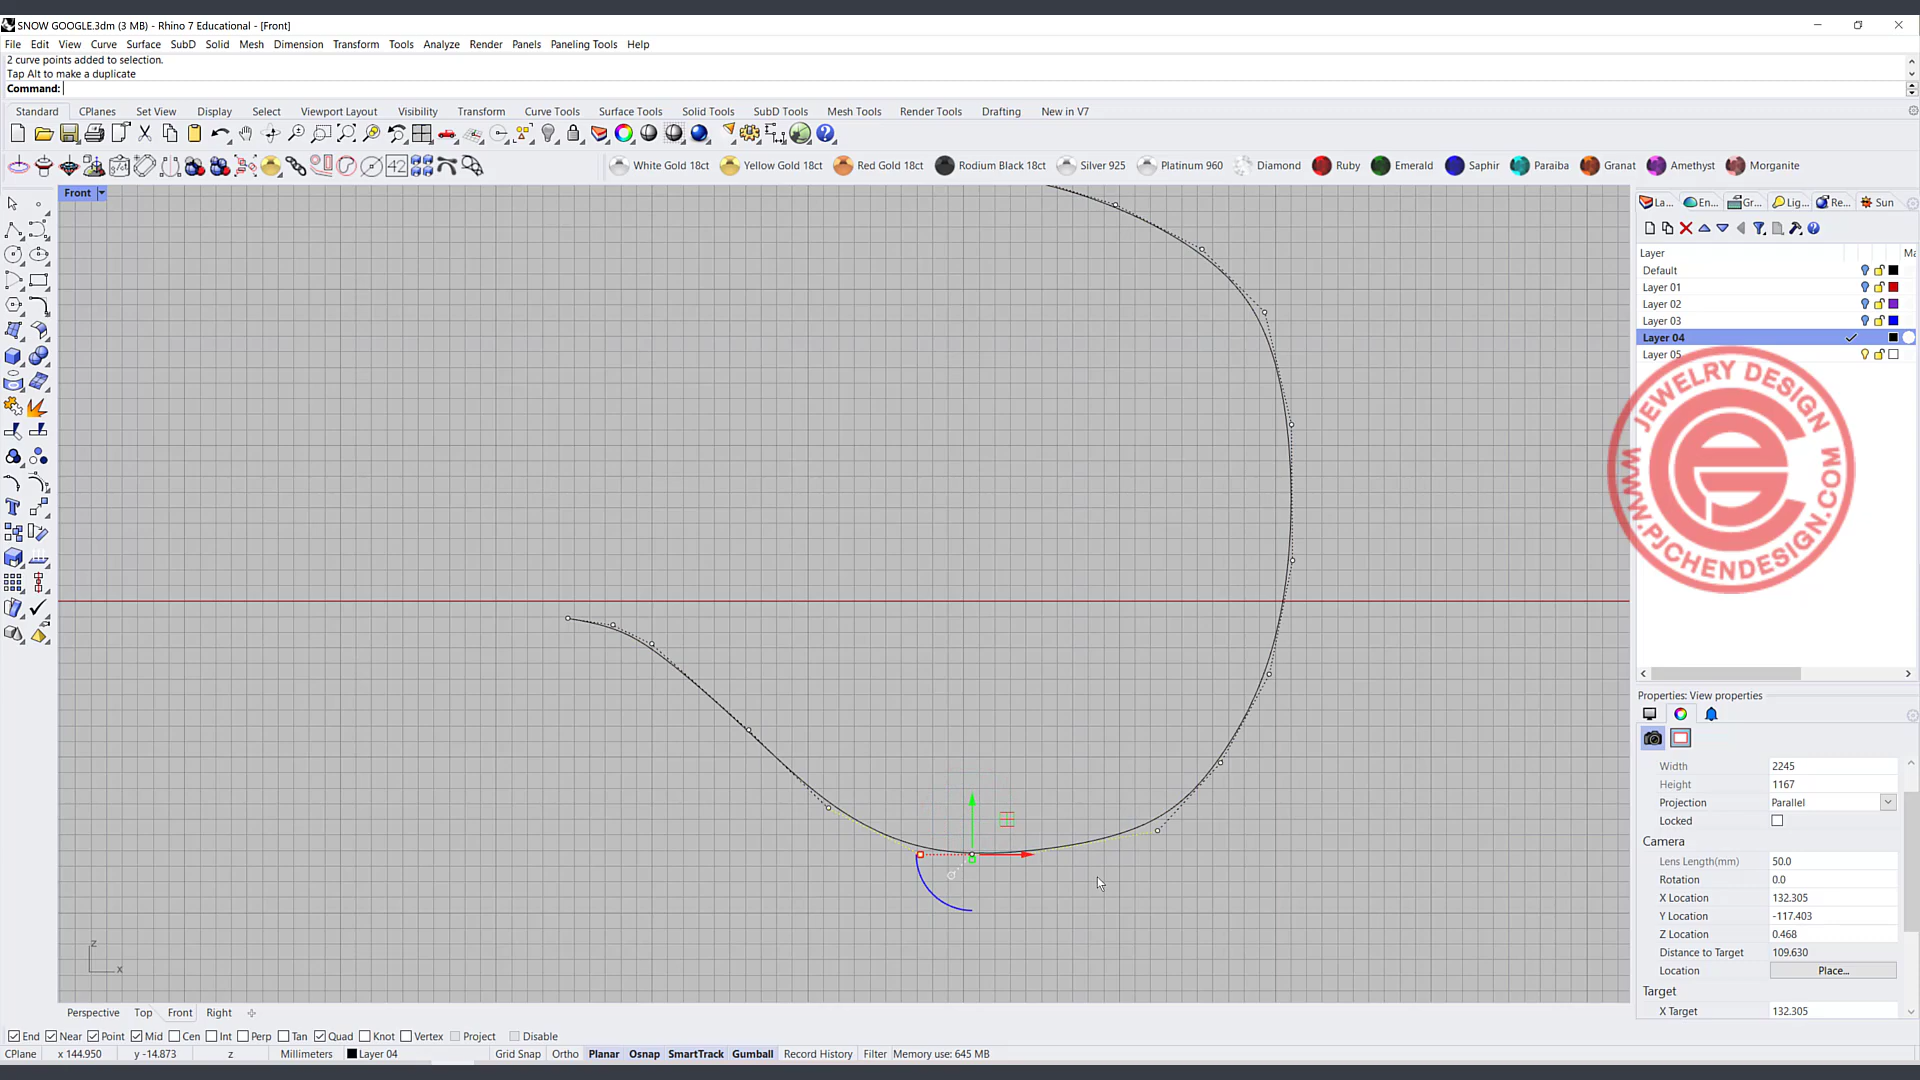 SNOW GOOGLE.3dm (3 MB) - Rhino 7 Educational - [Front]
File Edit View Curve Surface SubD Solid Mesh Dimension Transform Tools Analyze Render Panels Paneling Tools Help
2 curve points added to selection.
Tap Alt to make a duplicate
Command:
Standard CPlanes Set View Display Select Viewport Layout Visibility Transform Curve Tools Surface Tools Solid Tools SubD Tools Mesh Tools Render Tools Drafting New in V7
White Gold 18ct Yellow Gold 18ct Red Gold 18ct Rodium Black 18ct Silver 925 Platinum 960 Diamond Ruby Emerald Saphir Paraiba Granat Amethyst Morganite
Front
La... En... Gr... Lig... Re... Sun
Layer Ma
Default
Layer 01
Layer 02
Layer 03
Layer 04
Layer 05
JEWELRY DESIGN
WWW.PJCHENDESIGN.COM
Properties: View properties
Width 2245
Height 1167
Projection Parallel
Locked
Camera
Lens Length(mm) 50.0
Rotation 0.0
X Location 132.305
Y Location -117.403
Z Location 0.468
Distance to Target 109.630
Location Place...
Target
X Target 132.305
z
x
Perspective Top Front Right
End Near Point Mid Cen Int Perp Tan Quad Knot Vertex Project Disable
CPlane x 144.950 y -14.873 z Millimeters Layer 04 Grid Snap Ortho Planar Osnap SmartTrack Gumball Record History Filter Memory use: 645 MB